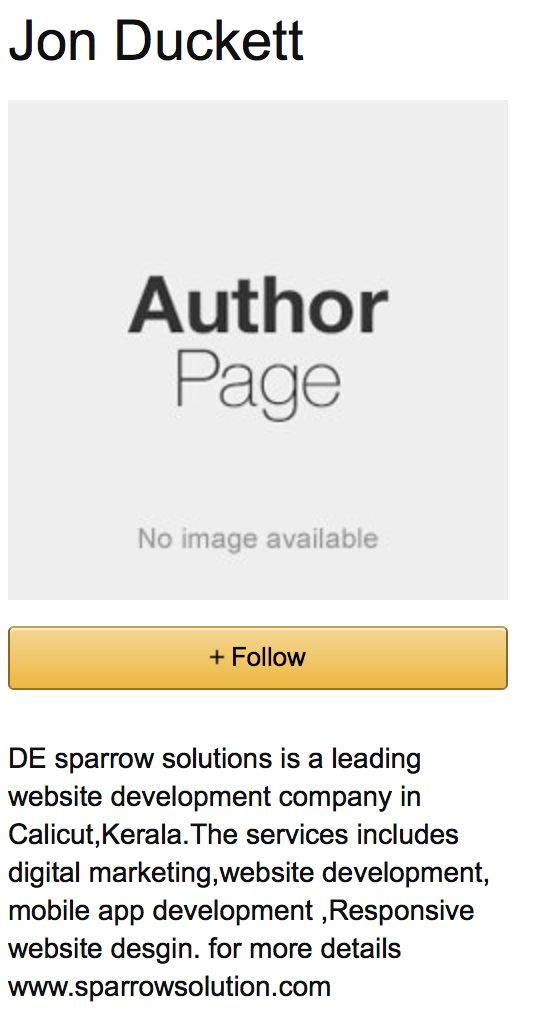 Jon Duckett
Author
Page
No image available
+ Follow
DE sparrow solutions is a leading
website development company in
Calicut,Kerala.The services includes
digital marketing,website development,
mobile app development ,Responsive
website desgin. for more details
www.sparrowsolution.com